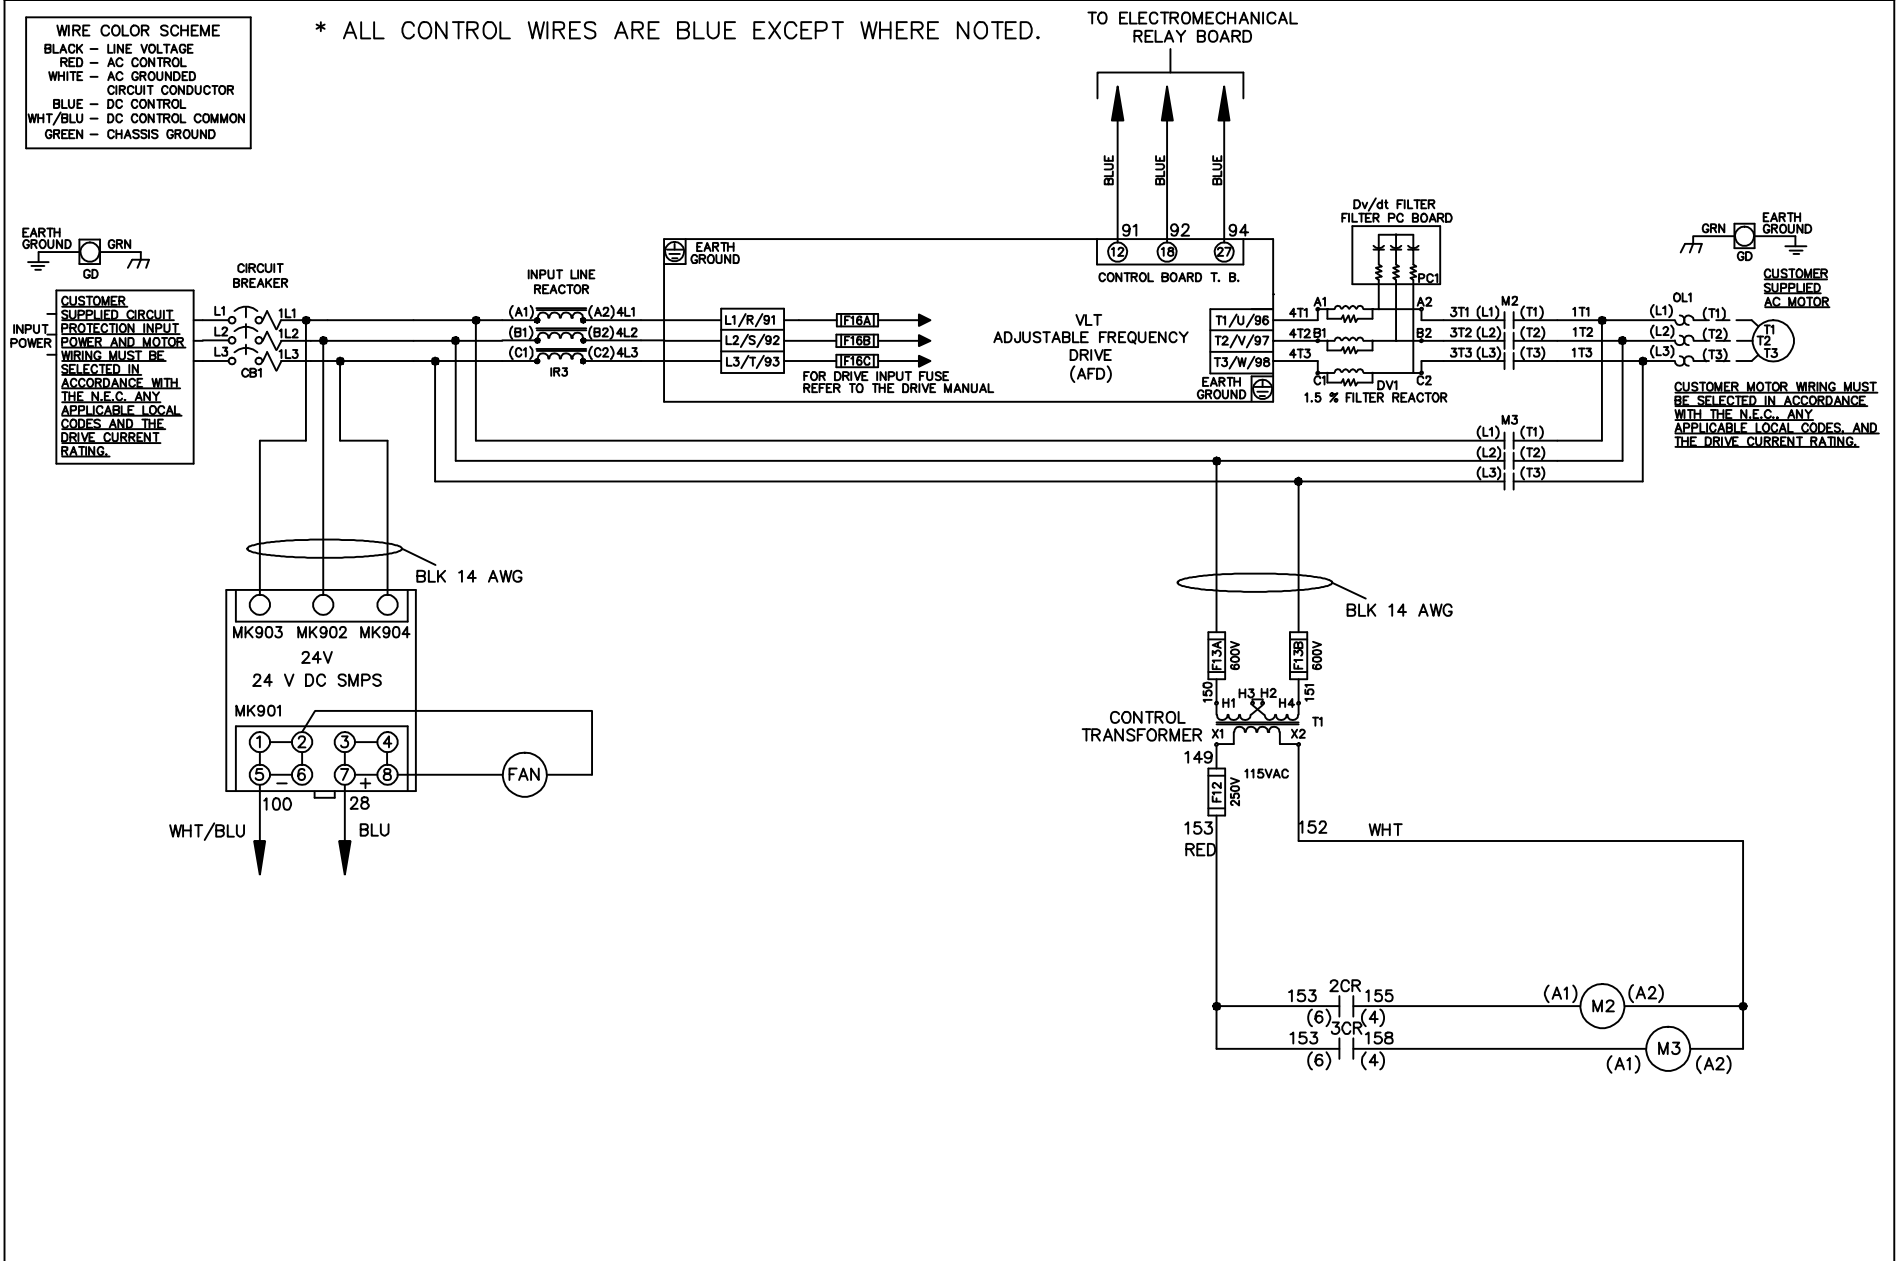 WIRE COLOR SCHEME
BLACK – LINE VOLTAGE
RED – AC CONTROL
WHITE – AC GROUNDED
CIRCUIT CONDUCTOR
BLUE – DC CONTROL
WHT/BLU – DC CONTROL COMMON
GREEN – CHASSIS GROUND
* ALL CONTROL WIRES ARE BLUE EXCEPT WHERE NOTED.
TO ELECTROMECHANICAL
RELAY BOARD
BLUE
BLUE
BLUE
91
92
94
12
18
27
CONTROL BOARD T. B.
EARTH
GROUND
GRN
GD
CUSTOMER
SUPPLIED CIRCUIT
PROTECTION INPUT
POWER AND MOTOR
WIRING MUST BE
SELECTED IN
ACCORDANCE WITH
THE N.E.C. ANY
APPLICABLE LOCAL
CODES AND THE
DRIVE CURRENT
RATING.
INPUT
POWER
CIRCUIT
BREAKER
L1
1L1
L2
1L2
L3
1L3
CB1
INPUT LINE
REACTOR
(A1)
(A2)
4L1
(B1)
(B2)
4L2
(C1)
(C2)
4L3
IR3
EARTH
GROUND
L1/R/91
L2/S/92
L3/T/93
F16A
F16B
F16C
FOR DRIVE INPUT FUSE
REFER TO THE DRIVE MANUAL
VLT
ADJUSTABLE FREQUENCY
DRIVE
(AFD)
T1/U/96
T2/V/97
T3/W/98
EARTH
GROUND
Dv/dt FILTER
FILTER PC BOARD
PC1
4T1
A1
A2
4T2
B1
B2
4T3
C1
C2
DV1
1.5 % FILTER REACTOR
3T1
(L1)
M2
(T1)
1T1
3T2
(L2)
(T2)
1T2
3T3
(L3)
(T3)
1T3
M3
(L1)
(T1)
(L2)
(T2)
(L3)
(T3)
GRN
EARTH
GROUND
GD
CUSTOMER
SUPPLIED
AC MOTOR
OL1
(L1)
(T1)
(L2)
(T2)
(L3)
(T3)
T1
T2
T3
CUSTOMER MOTOR WIRING MUST
BE SELECTED IN ACCORDANCE
WITH THE N.E.C., ANY
APPLICABLE LOCAL CODES, AND
THE DRIVE CURRENT RATING.
BLK 14 AWG
MK903
MK902
MK904
24V
24 V DC SMPS
MK901
1
2
3
4
5
–
6
7
+
8
FAN
100
28
WHT/BLU
BLU
BLK 14 AWG
F13A
600V
F13B
600V
150
151
H1
H3
H2
H4
T1
CONTROL
TRANSFORMER
X1
X2
149
115VAC
F12
250V
153
RED
152
WHT
153
2CR
155
(6)
(4)
(A1)
M2
(A2)
153
3CR
158
(6)
(4)
(A1)
M3
(A2)